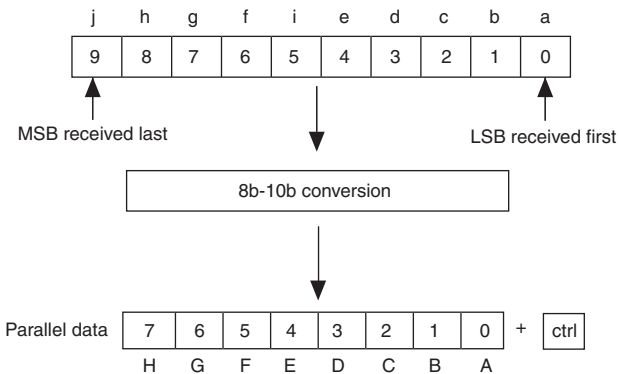 j h g f i e d c b a
9 8 7 6 5 4 3 2 1 0
MSB received last LSB received first
8b-10b conversion
Parallel data 7 6 5 4 3 2 1 0 + ctrl
H G F E D C B A